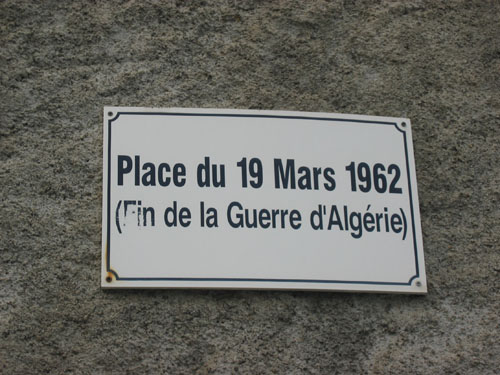 Place du 19 Mars 1962
(Fin de la Guerre d'Algérie)